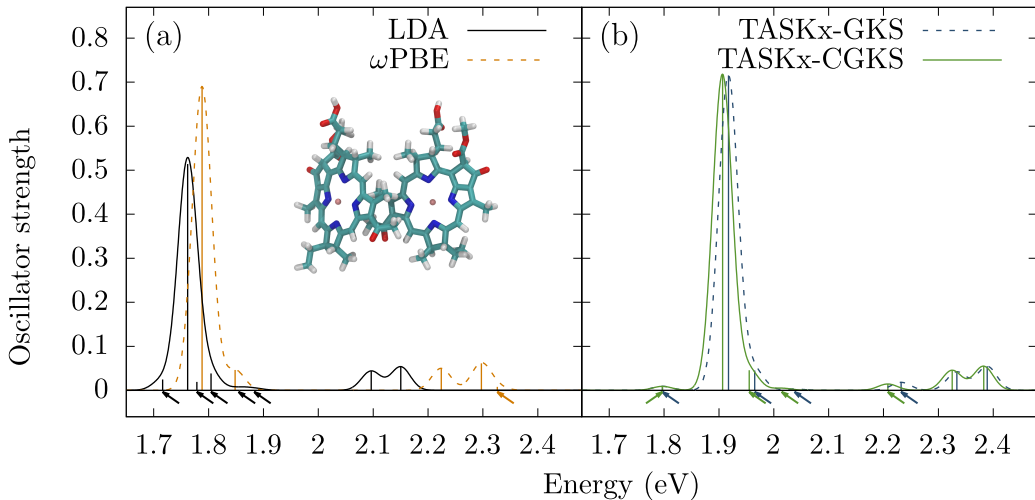 (a)
LDA
ωPBE
(b)
TASKx-GKS
TASKx-CGKS
Oscillator strength
0.8
0.7
0.6
0.5
0.4
0.3
0.2
0.1
0
1.7 1.8 1.9 2 2.1 2.2 2.3 2.4
1.7 1.8 1.9 2 2.1 2.2 2.3 2.4
Energy (eV)